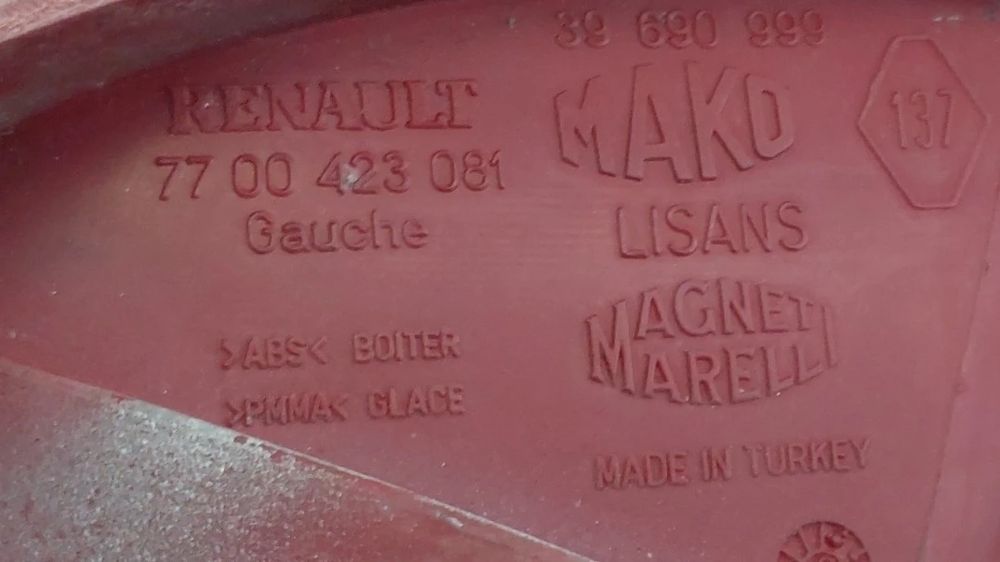 39 690 999
RENAULT
77 00 423 081
Gauche
MAKO
137
LISANS
MAGNETI
MARELLI
>ABS< BOITER
>PMMA< GLACE
MADE IN TURKEY